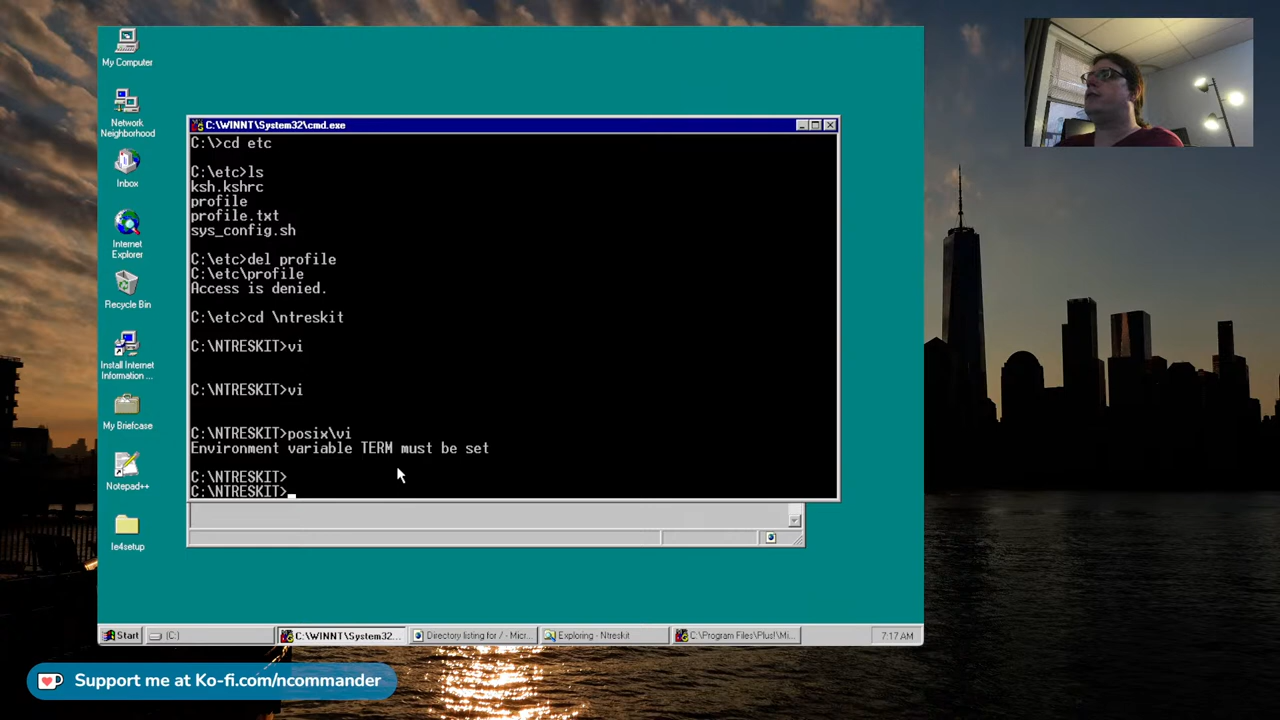 My Computer
Network
Neighborhood
Inbox
Internet
Explorer
Recycle Bin
Install Internet
Information ...
My Briefcase
Notepad++
Ie4setup
C:\WINNT\System32\cmd.exe
C:\>cd etc
C:\etc>ls
ksh.kshrc
profile
profile.txt
sys_config.sh
C:\etc>del profile
C:\etc\profile
Access is denied.
C:\etc>cd \ntreskit
C:\NTRESKIT>vi
C:\NTRESKIT>vi
C:\NTRESKIT>posix\vi
Environment variable TERM must be set
C:\NTRESKIT>
C:\NTRESKIT>
Start
(C:)
C:\WINNT\System32...
Directory listing for / - Micr...
Exploring - Ntreskit
C:\Program Files\Plus!\Mi...
7:17 AM
Support me at Ko-fi.com/ncommander